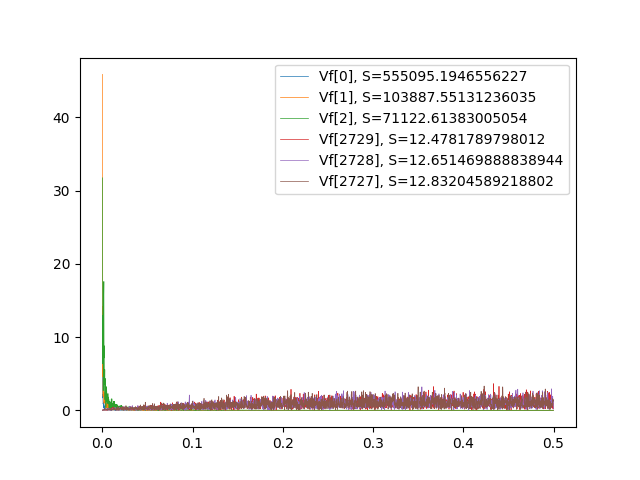 Vf[0], S=555095.1946556227
Vf[1], S=103887.55131236035
Vf[2], S=71122.61383005054
Vf[2729], S=12.4781789798012
Vf[2728], S=12.651469888838944
Vf[2727], S=12.83204589218802
40
30
20
10
0
0.0 0.1 0.2 0.3 0.4 0.5